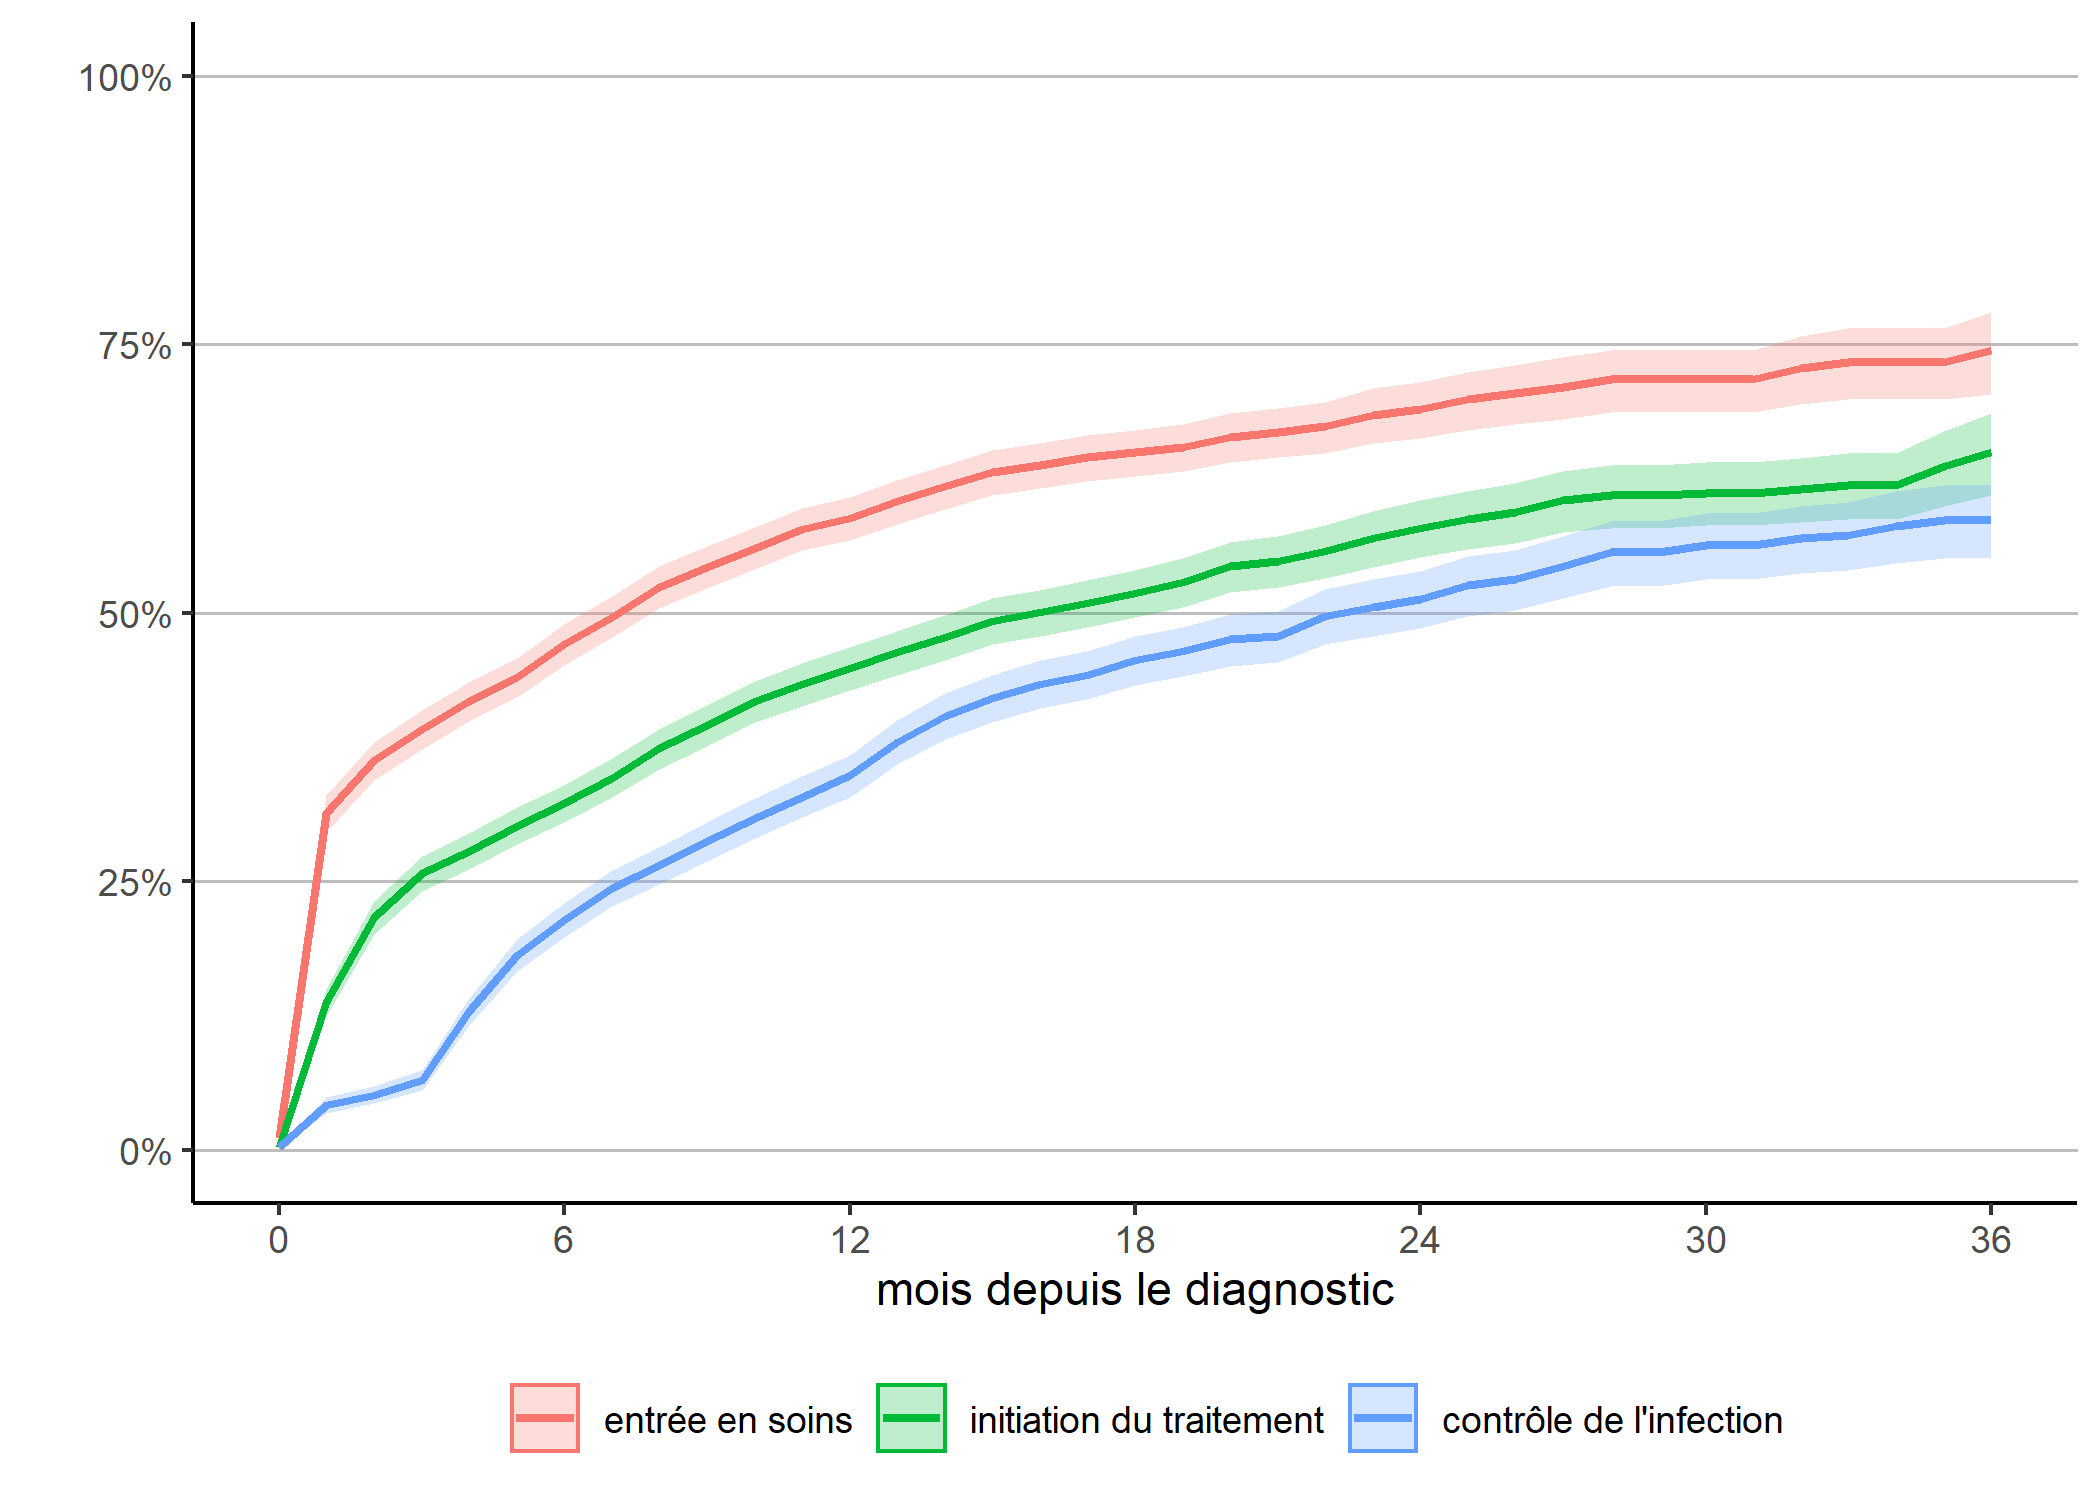 100%
75%
50%
25%
0%
0 6 12 18 24 30 36
mois depuis le diagnostic
entrée en soins initiation du traitement contrôle de l'infection